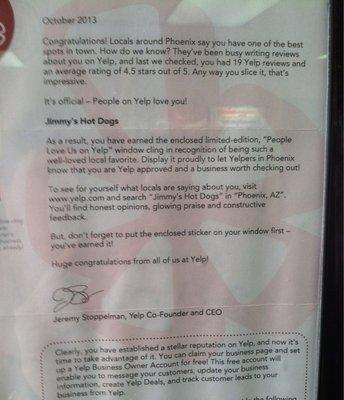 October 2013
Congratulations! Locals around Phoenix say you have one of the best
spots in town. How do we know? They've been busy writing reviews
about you on Yelp, and last we checked, you had 19 Yelp reviews and
an average rating of 4.5 stars out of 5. Any way you slice it, that's
impressive.
It's official – People on Yelp love you!
Jimmy's Hot Dogs
As a result, you have earned the enclosed limited-edition, "People
Love Us on Yelp" window cling in recognition of being such a
well-loved local favorite. Display it proudly to let Yelpers in Phoenix
know that you are Yelp approved and a business worth checking out!
To see for yourself what locals are saying about you, visit
www.yelp.com and search "Jimmy's Hot Dogs" in "Phoenix, AZ".
You'll find honest opinions, glowing praise and constructive
feedback.
But, don't forget to put the enclosed sticker on your window first –
you've earned it!
Huge congratulations from all of us at Yelp!
Jeremy Stoppelman, Yelp Co-Founder and CEO
Clearly, you have established a stellar reputation on Yelp, and now it's
time to take advantage of it. You can claim your business page and set
up a Yelp Business Owner Account for free! This free account will
enable you to message your customers, update your business
information, create Yelp Deals, and track customer leads to your
business from Yelp.